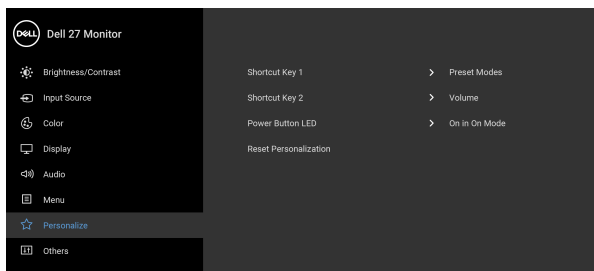 DELL Dell 27 Monitor
Brightness/Contrast
Input Source
Color
Display
Audio
Menu
Personalize
Others
Shortcut Key 1 > Preset Modes
Shortcut Key 2 > Volume
Power Button LED > On in On Mode
Reset Personalization